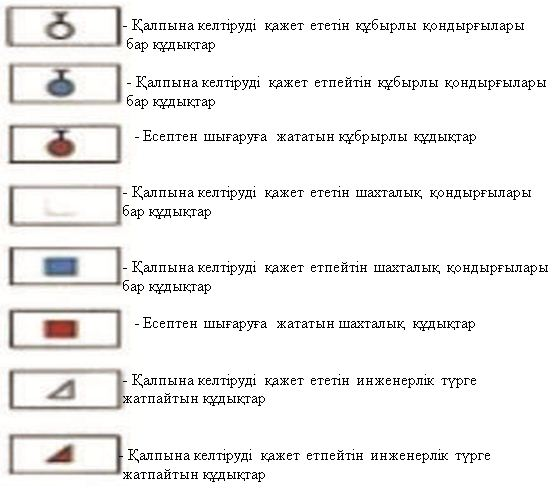 - Қалпына келтіруді қажет ететін құбырлы қондырғылары
бар құдықтар
- Қалпына келтіруді қажет етпейтін құбырлы қондырғылары
бар құдықтар
- Есептен шығаруға жататын құбрырлы құдықтар
- Қалпына келтіруді қажет ететін шахталық қондырғылары
бар құдықтар
- Қалпына келтіруді қажет етпейтін шахталық қондырғылары
бар құдықтар
- Есептен шығаруға жататын шахталық құдықтар
- Қалпына келтіруді қажет ететін инженерлік түрге
жатпайтын құдықтар
- Қалпына келтіруді қажет етпейтін инженерлік түрге
жатпайтын құдықтар